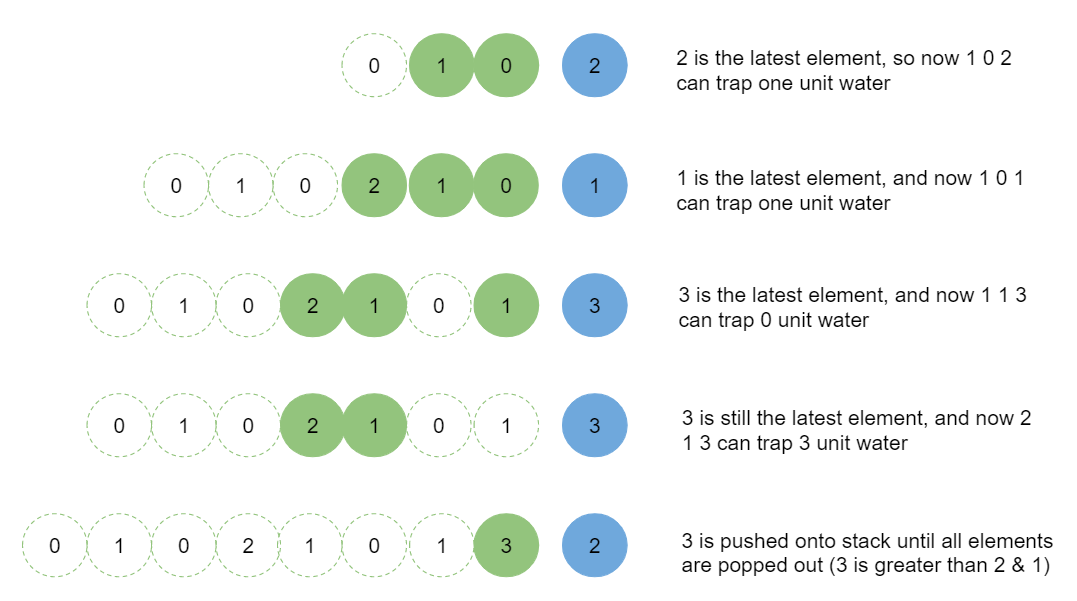 0 1 0 2 2 is the latest element, so now 1 0 2
can trap one unit water
0 1 0 2 1 0 1 1 is the latest element, and now 1 0 1
can trap one unit water
0 1 0 2 1 0 1 3 3 is the latest element, and now 1 1 3
can trap 0 unit water
0 1 0 2 1 0 1 3 3 is still the latest element, and now 2
1 3 can trap 3 unit water
0 1 0 2 1 0 1 3 2 3 is pushed onto stack until all elements
are popped out (3 is greater than 2 & 1)